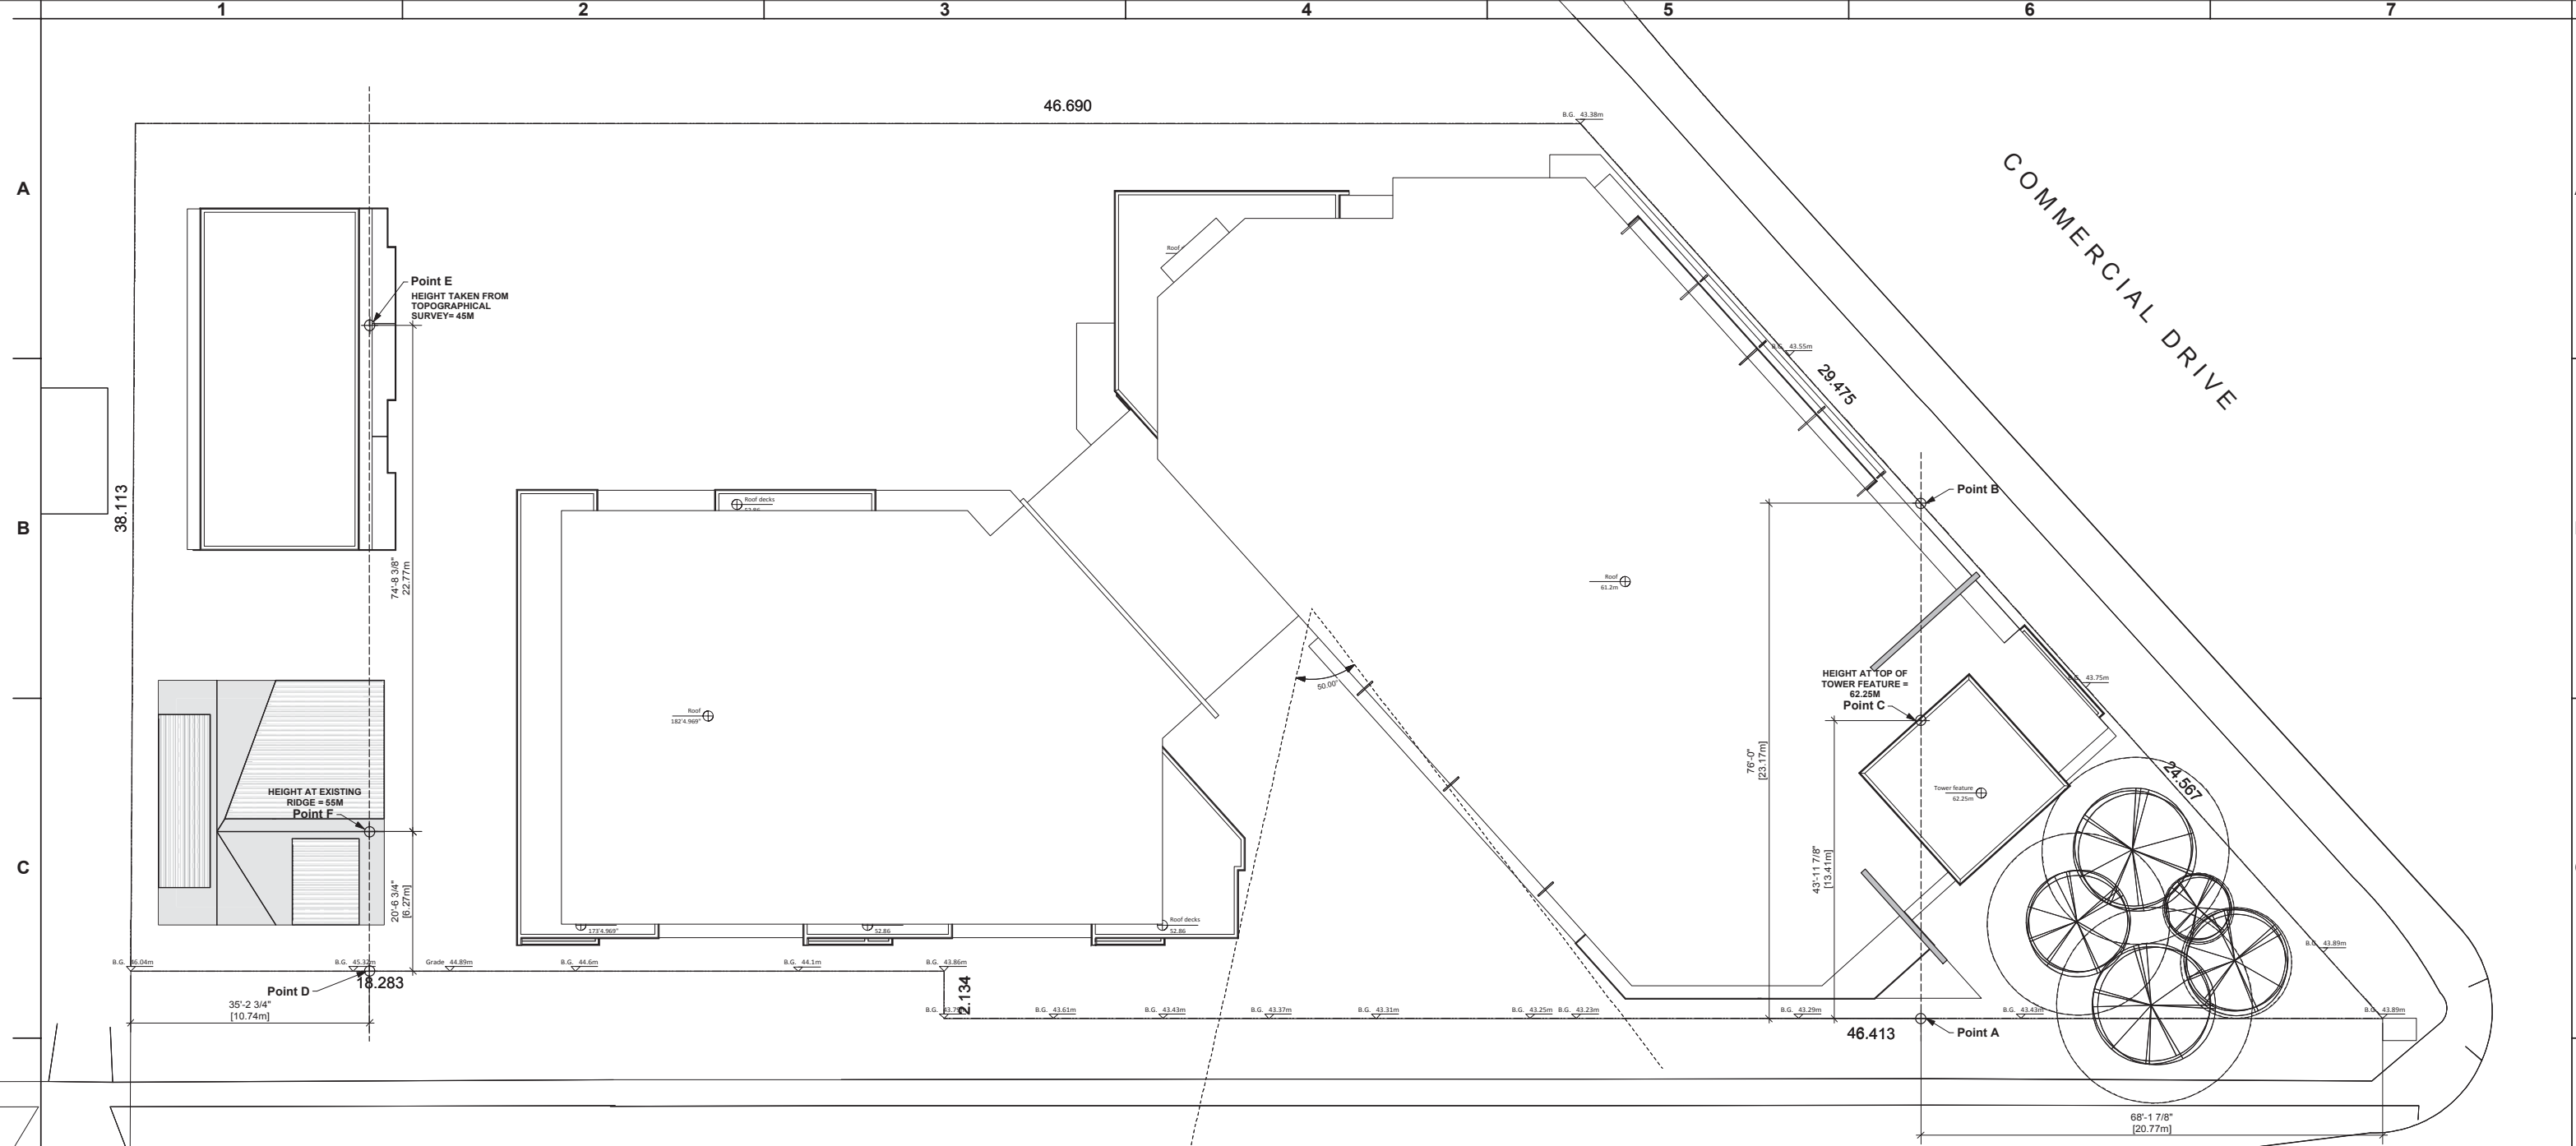 1 2 3 4 5 6 7
46.690
B.G. 43.38m
A
COMMERCIAL DRIVE
Point E
HEIGHT TAKEN FROM
TOPOGRAPHICAL
SURVEY= 45M
Roof
B.G. 43.55m
29.475
38.113
B
Roof decks
Point B
74'-8 3/8"
22.77m
Roof
61.2m
50.00°
HEIGHT AT TOP OF
TOWER FEATURE =
62.25M
Point C
43.75m
Roof
182'4.969"
76'-0"
[23.17m]
24.567
Tower feature
62.25m
HEIGHT AT EXISTING
RIDGE = 55M
Point F
C
43'-11 7/8"
[13.41m]
20'-6 3/4"
[6.27m]
173'4.969"
52.86
Roof decks
52.86
B.G. 43.89m
B.G. 46.04m
B.G. 45.32m
Grade 44.89m
B.G. 44.6m
B.G. 44.1m
B.G. 43.86m
18.283
Point D
2.134
35'-2 3/4"
[10.74m]
B.G.
B.G. 43.61m
B.G. 43.43m
B.G. 43.37m
B.G. 43.31m
B.G. 43.25m
B.G. 43.23m
B.G. 43.29m
B.G. 43.43m
B.G. 43.89m
46.413
Point A
68'-1 7/8"
[20.77m]